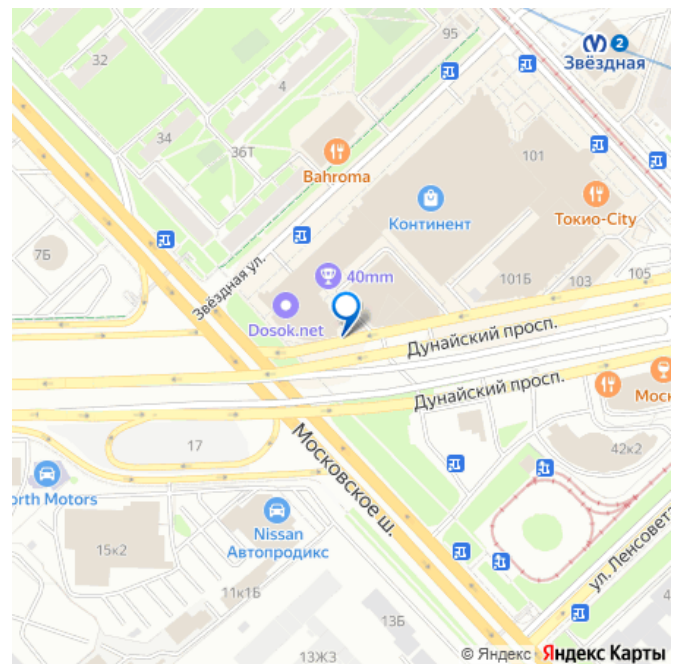 95
32
2
Звёздная
4
34
36Т
101
Bahroma
Токио-City
Континент
7Б
Звёздная ул.
40mm
101Б
103
105
Dosok.net
Дунайский просп.
Дунайский просп.
Моск
17
42к2
Московское ш.
orth Motors
Nissan
Автопродикс
15к2
ул. Ленсовета
11к1Б
4
13Б
13Ж3
© Яндекс Яндекс Карты